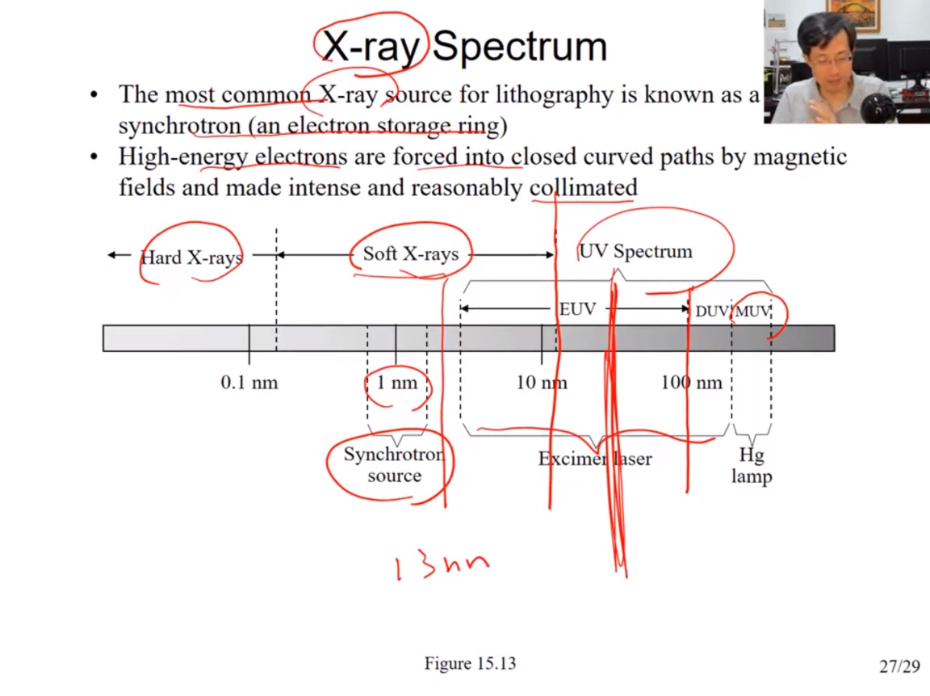 X-ray Spectrum
• The most common X-ray source for lithography is known as a
synchrotron (an electron storage ring)
• High-energy electrons are forced into closed curved paths by magnetic
fields and made intense and reasonably collimated
Hard X-rays
Soft X-rays
UV Spectrum
EUV
DUV
MUV
0.1 nm
1 nm
10 nm
100 nm
Synchrotron
source
Excimer laser
Hg
lamp
13nm
Figure 15.13
27/29